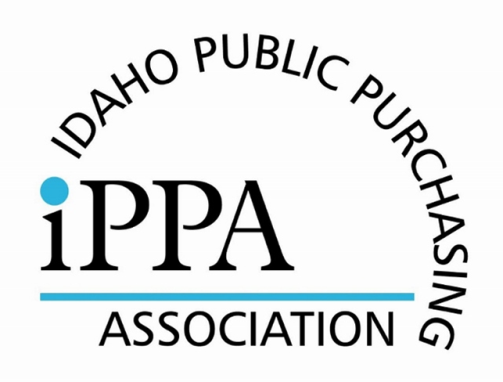 IDAHO PUBLIC PURCHASING
iPPA
ASSOCIATION